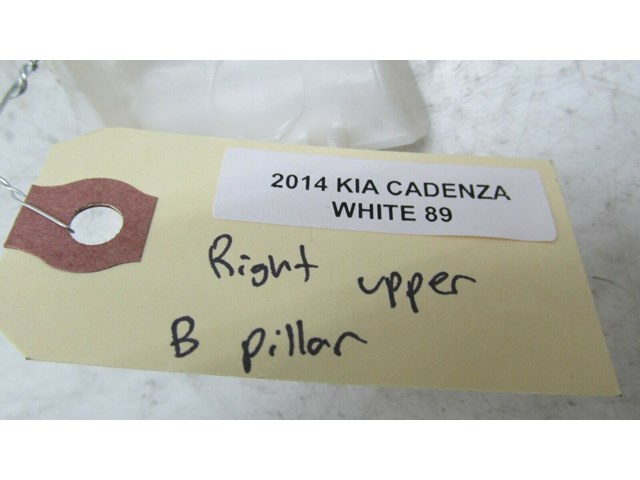 2014 KIA CADENZA
WHITE 89
Right upper
B pillar